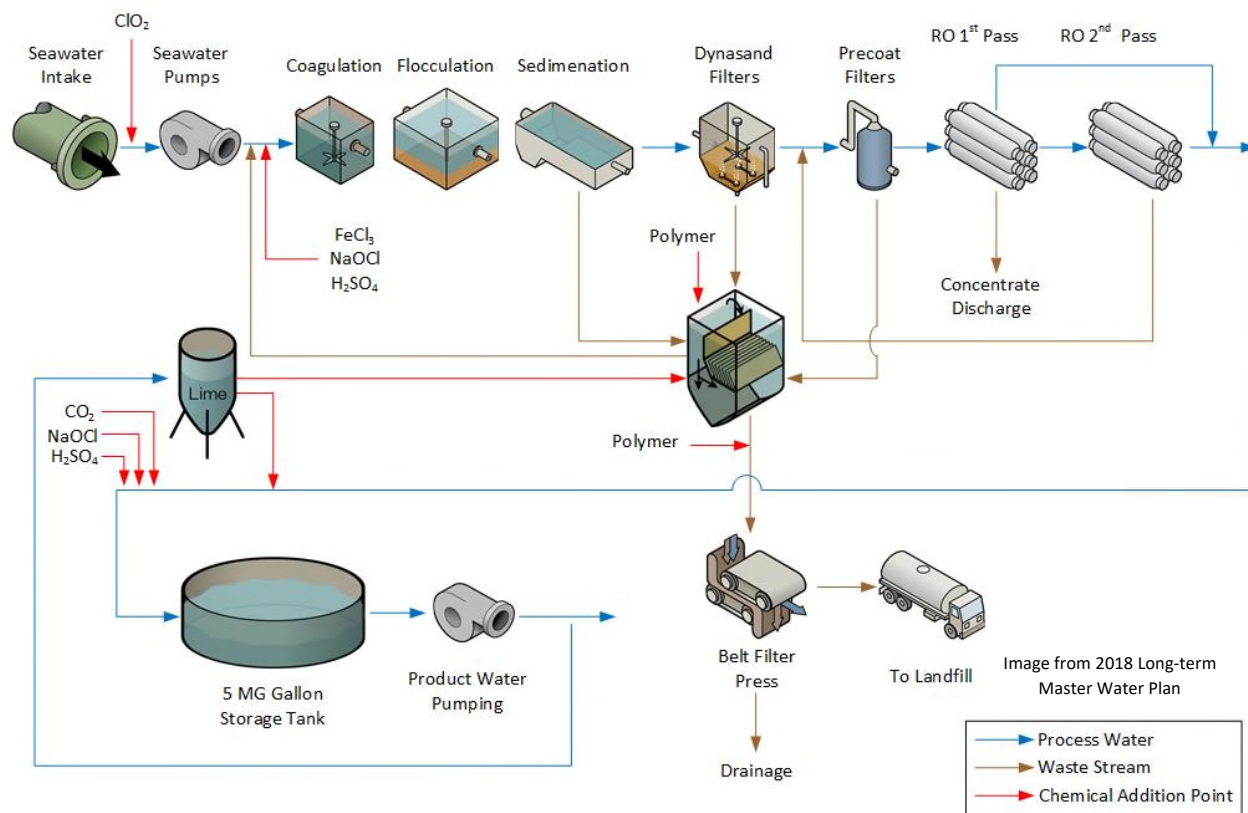 ClO₂
Seawater
Intake
Seawater
Pumps
Coagulation
Flocculation
Sedimenation
Dynasand
Filters
Precoat
Filters
RO 1st Pass
RO 2nd Pass
FeCl₃
NaOCl
H₂SO₄
Polymer
Concentrate
Discharge
Lime
CO₂
NaOCl
H₂SO₄
Polymer
5 MG Gallon
Storage Tank
Product Water
Pumping
Belt Filter
Press
To Landfill
Drainage
Image from 2018 Long-term
Master Water Plan
Process Water
Waste Stream
Chemical Addition Point